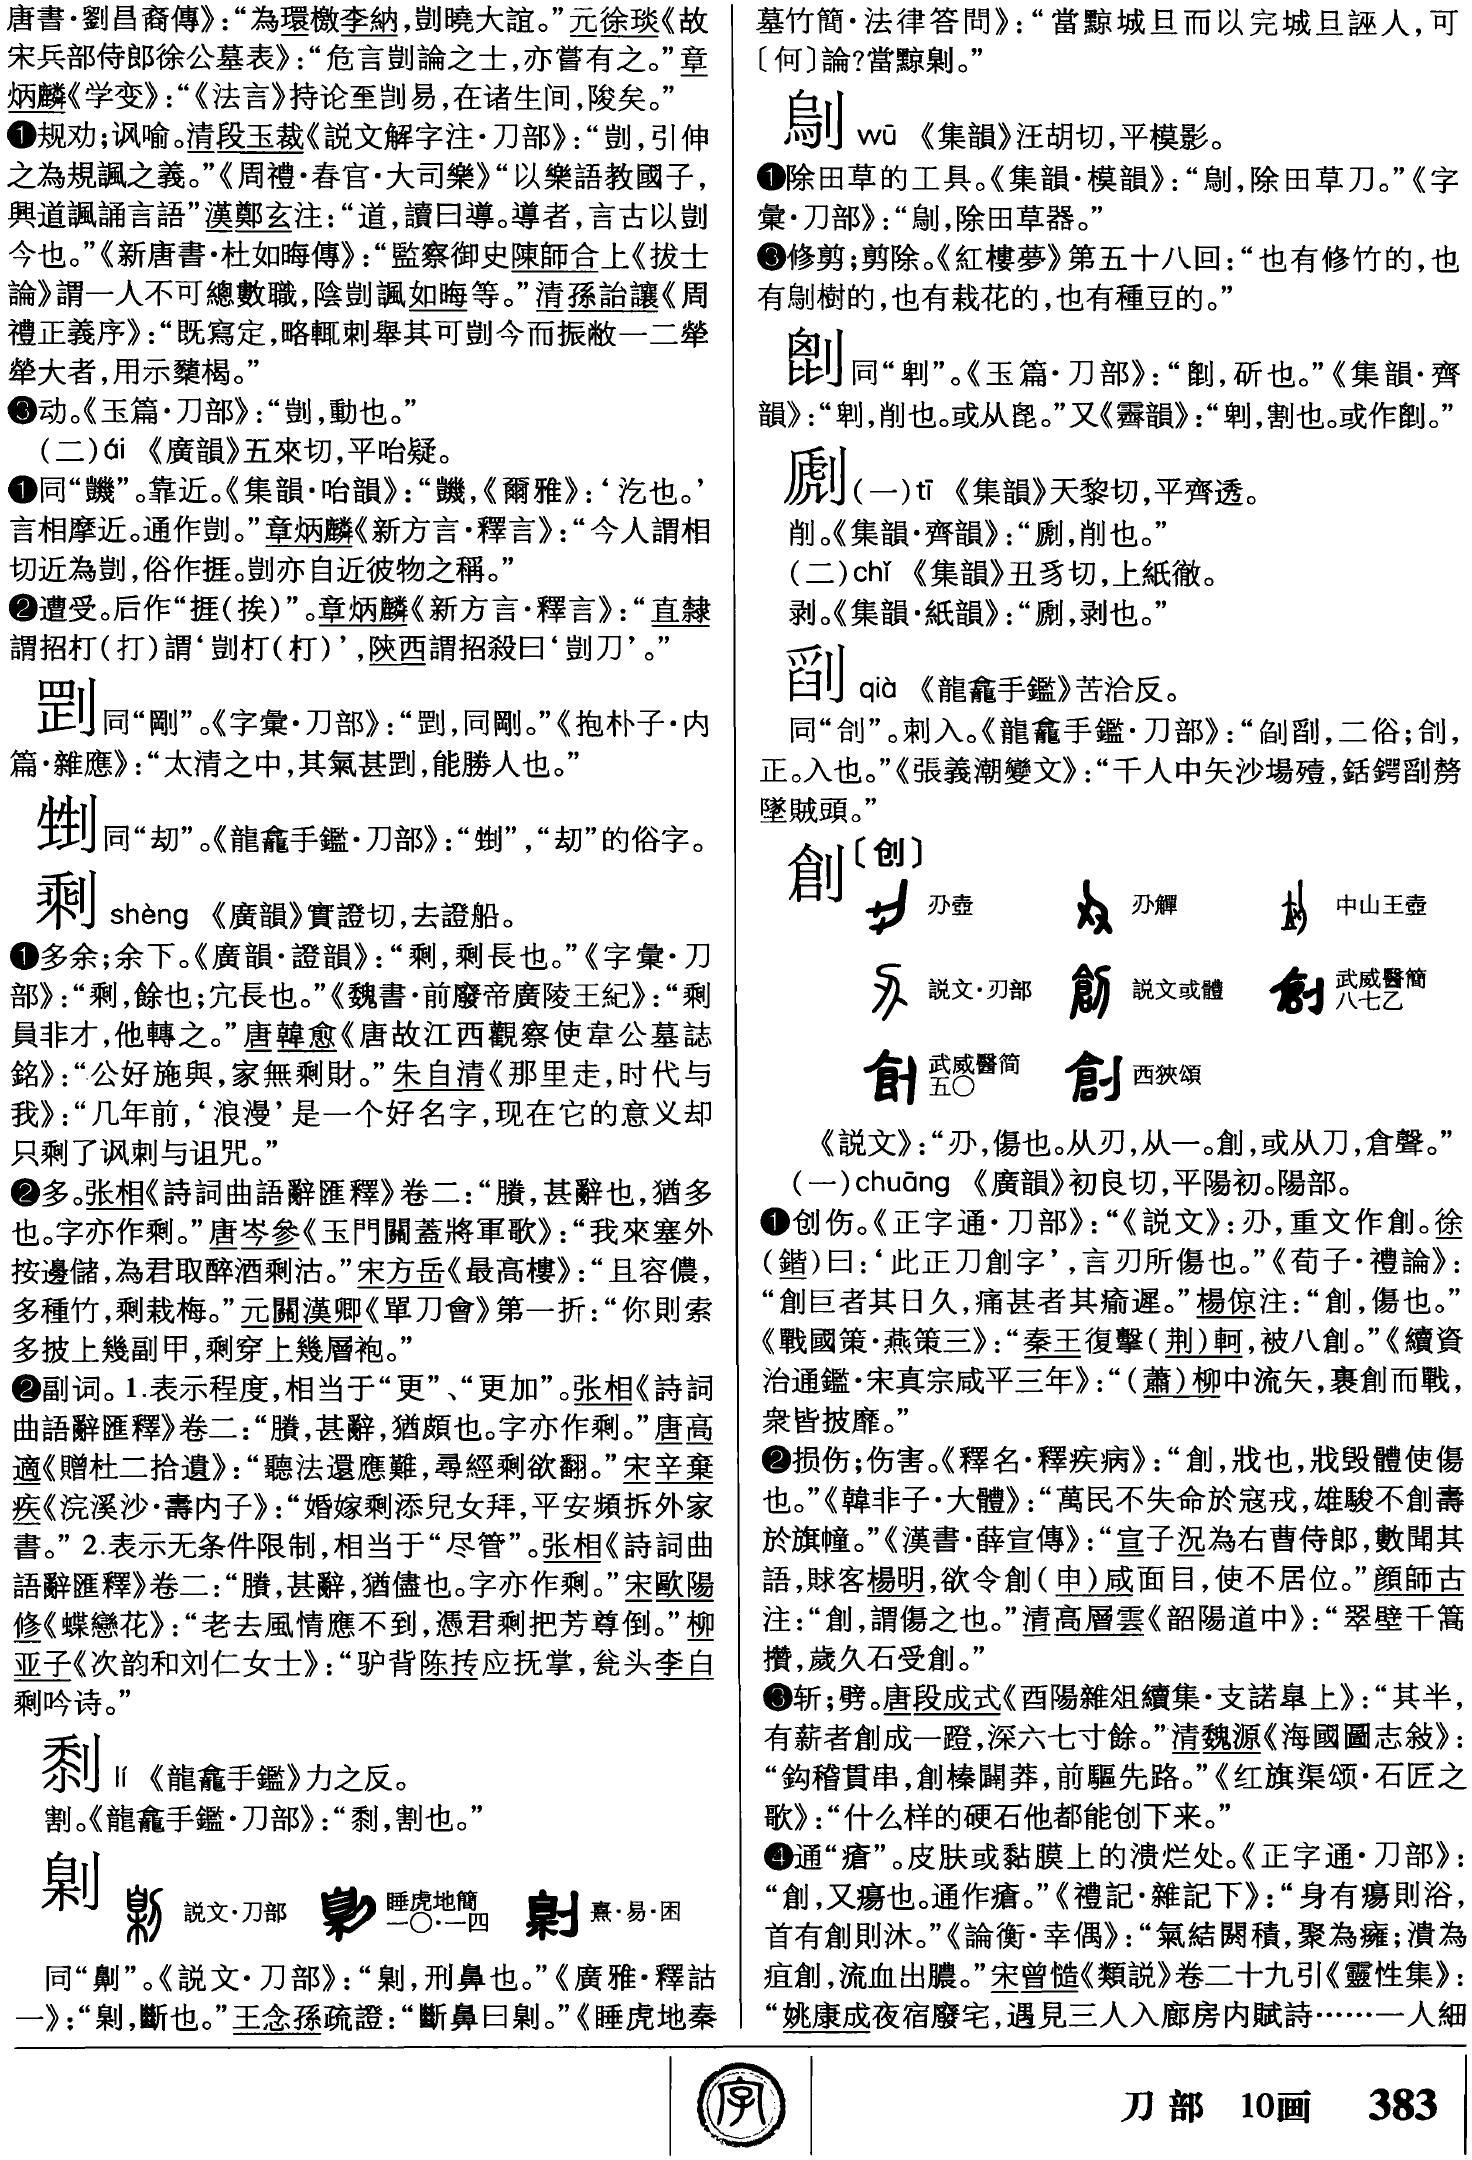 唐書·劉昌裔傳》：“為環檄李納，剴曉大誼。”元徐琰《故
宋兵部侍郎徐公墓表》：“危言剴論之士，亦嘗有之。”章
炳麟《学变》：“《法言》持论至剀易，在诸生间，陖矣。”
❶规劝；讽喻。清段玉裁《説文解字注·刀部》：“剴，引伸
之為規諷之義。”《周禮·春官·大司樂》“以樂語教國子，
興道諷誦言語”漢鄭玄注：“道，讀曰導。導者，言古以剴
今也。”《新唐書·杜如晦傳》：“監察御史陳師合上《拔士
論》謂一人不可總數職，陰剴諷如晦等。”清孫詒讓《周
禮正義序》：“既寫定，略輒刺舉其可剴今而振敝一二犖
犖大者，用示櫫楬。”
❸动。《玉篇·刀部》：“剴，動也。”
（二）ái 《廣韻》五來切，平咍疑。
❶同“䡨”。靠近。《集韻·咍韻》：“，《爾雅》：‘汔也。’
言相摩近。通作剴。”章炳麟《新方言·釋言》：“今人謂相
切近為剴，俗作捱。剴亦自近彼物之稱。”
❷遭受。后作“捱（挨）”。章炳麟《新方言·釋言》：“直隸
謂招朾（打）謂‘剴朾（打）’，陝西謂招殺曰‘剴刀’。”
𠞎同“剛”。《字彙·刀部》：“，同剛。”《抱朴子·内
篇·雜應》：“太清之中，其氣甚，能勝人也。”
同“刧”。《龍龕手鑑·刀部》：“”，“刧”的俗字。
剩 shèng 《廣韻》實證切，去證船。
❶多余；余下。《廣韻·證韻》：“剩，剩長也。”《字彙·刀
部》：“剩，餘也；宂長也。”《魏書·前廢帝廣陵王紀》：“剩
員非才，他轉之。”唐韓愈《唐故江西觀察使韋公墓誌
銘》：“公好施與，家無剩財。”朱自清《那里走，时代与
我》：“几年前，‘浪漫’是一个好名字，现在它的意义却
只剩了讽刺与诅咒。”
❷多。张相《詩詞曲語辭匯釋》卷二：“賸，甚辭也，猶多
也。字亦作剩。”唐岑參《玉門關蓋將軍歌》：“我來塞外
按邊儲，為君取醉酒剩沽。”宋方岳《最高樓》：“且容儂，
多種竹，剩栽梅。”元關漢卿《單刀會》第一折：“你則索
多披上幾副甲，剩穿上幾層袍。”
❷副词。1.表示程度，相当于“更”、“更加”。张相《詩詞
曲語辭匯釋》卷二：“賸，甚辭，猶頗也。字亦作剩。”唐高
適《贈杜二拾遺》：“聽法還應難，尋經剩欲翻。”宋辛棄
疾《浣溪沙·壽内子》：“婚嫁剩添兒女拜，平安頻拆外家
書。”2.表示无条件限制，相当于“尽管”。张相《詩詞曲
語辭匯釋》卷二：“賸，甚辭，猶儘也。字亦作剩。”宋歐陽
修《蝶戀花》：“老去風情應不到，憑君剩把芳尊倒。”柳
亚子《次韵和刘仁女士》：“驴背陈抟应抚掌，瓮头李白
剩吟诗。”
剓 lí 《龍龕手鑑》力之反。
割。《龍龕手鑑·刀部》：“剓，割也。”
臬刂 説文·刀部 睡虎地簡一〇·一四 熹·易·困
同“劓”。《説文·刀部》：“劓，刑鼻也。”《廣雅·釋詁
一》：“劓，斷也。”王念孫疏證：“斷鼻曰劓。”《睡虎地秦
墓竹簡·法律答問》：“當黥城旦而以完城旦誣人，可
〔何〕論？當黥劓。”
剭 wū 《集韻》汪胡切，平模影。
❶除田草的工具。《集韻·模韻》：“，除田草刀。”《字
彙·刀部》：“，除田草器。”
❸修剪；剪除。《紅樓夢》第五十八回：“也有修竹的，也
有樹的，也有栽花的，也有種豆的。”
同“㓨”。《玉篇·刀部》：“，斫也。”《集韻·齊
韻》：“，削也。或从㲋。”又《霽韻》：“，割也。或作。”
㔆（一）tī 《集韻》天黎切，平齊透。
削。《集韻·齊韻》：“，削也。”
（二）chǐ 《集韻》丑豸切，上紙徹。
剥。《集韻·紙韻》：“，剥也。”
qià 《龍龕手鑑》苦洽反。
同“㓣”。刺入。《龍龕手鑑·刀部》：“，二俗；㓣，
正。入也。”《張義潮變文》：“千人中矢沙場殪，銛鍔剺
墜賊頭。”
創〔创〕
刅壺 刅觶 中山王壺
説文·刃部 説文或體 武威醫簡八七乙
武威醫简五〇 西狹頌
《説文》：“刅，傷也。从刃，从一。創，或从刀，倉聲。”
（一）chuāng 《廣韻》初良切，平陽初。陽部。
❶创伤。《正字通·刀部》：“《説文》：刅，重文作創。徐
（鍇）曰：‘此正刀創字’，言刃所傷也。”《荀子·禮論》：
“創巨者其日久，痛甚者其瘉遲。”楊倞注：“創，傷也。”
《戰國策·燕策三》：“秦王復擊（荆）軻，被八創。”《續資
治通鑑·宋真宗咸平三年》：“（蕭）柳中流矢，裹創而戰，
衆皆披靡。”
❷损伤；伤害。《釋名·釋疾病》：“創，戕也，戕毁體使傷
也。”《韓非子·大體》：“萬民不失命於寇戎，雄駿不創壽
於旗幢。”《漢書·薛宣傳》：“宣子況為右曹侍郎，數聞其
語，賕客楊明，欲令創（申）咸面目，使不居位。”顔師古
注：“創，謂傷之也。”清高層雲《韶陽道中》：“翠壁千篙
攢，歲久石受創。”
❸斩；劈。唐段成式《酉陽雜俎續集·支諾皐上》：“其半，
有薪者創成一蹬，深六七寸餘。”清魏源《海國圖志敍》：
“鈎稽貫串，創榛闢莽，前驅先路。”《红旗渠颂·石匠之
歌》：“什么样的硬石他都能创下来。”
❹通“瘡”。皮肤或黏膜上的溃烂处。《正字通·刀部》：
“創，又瘍也。通作瘡。”《禮記·雜記下》：“身有瘍則浴，
首有創則沐。”《論衡·幸偶》：“氣結閼積，聚為癰；潰為
疽創，流血出膿。”宋曾慥《類説》卷二十九引《靈性集》：
“姚康成夜宿廢宅，遇見三人入廊房内賦詩……一人細
字
刀部 10画 383